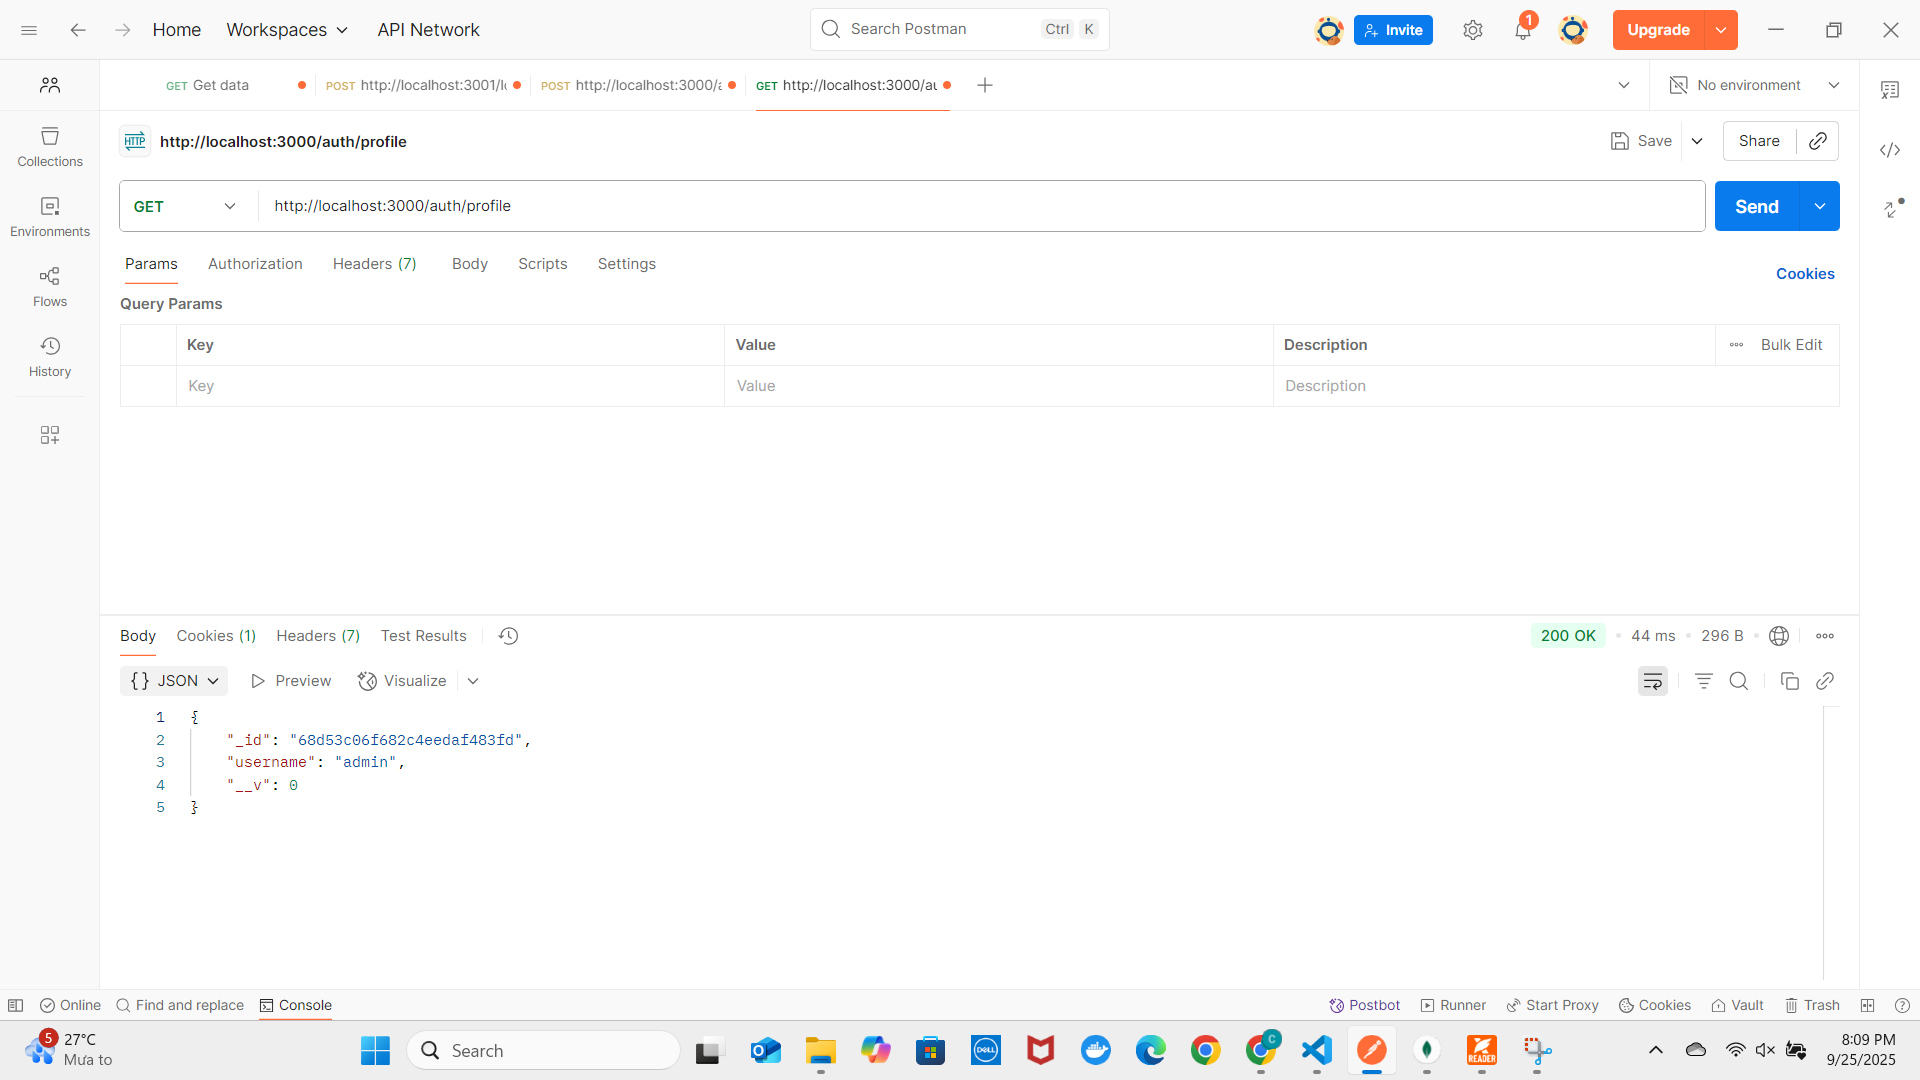 Home Workspaces API Network
Search Postman Ctrl K
Invite
1
Upgrade
GET Get data
POST http://localhost:3001/l
POST http://localhost:3000/a
GET http://localhost:3000/au
No environment
HTTP http://localhost:3000/auth/profile
Save
Share
Collections
Environments
Flows
History
GET http://localhost:3000/auth/profile
Send
Params Authorization Headers (7) Body Scripts Settings
Cookies
Query Params
Key Value Description Bulk Edit
Key Value Description
Body Cookies (1) Headers (7) Test Results
200 OK 44 ms 296 B
{} JSON Preview Visualize
1 {
2 "_id": "68d53c06f682c4eedaf483fd",
3 "username": "admin",
4 "__v": 0
5 }
Online Find and replace Console
Postbot Runner Start Proxy Cookies Vault Trash
5
27°C
Mưa to
Search
DELL
READER
C
8:09 PM
9/25/2025